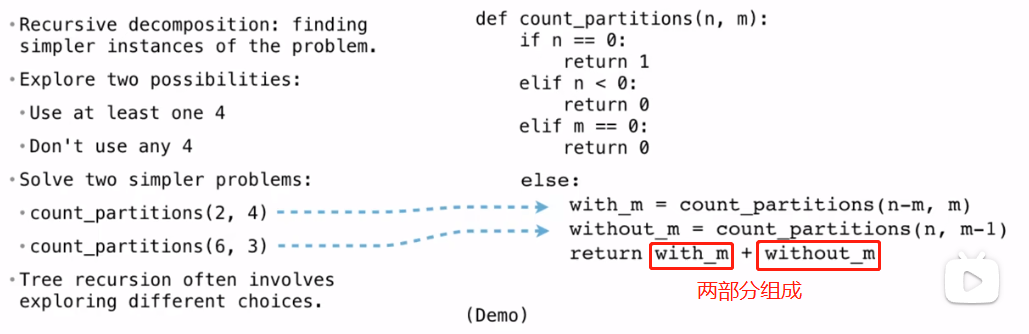 •Recursive decomposition: finding
simpler instances of the problem.
•Explore two possibilities:
•Use at least one 4
•Don't use any 4
•Solve two simpler problems:
•count_partitions(2, 4)
•count_partitions(6, 3)
•Tree recursion often involves
exploring different choices.
def count_partitions(n, m):
if n == 0:
return 1
elif n < 0:
return 0
elif m == 0:
return 0
else:
with_m = count_partitions(n-m, m)
without_m = count_partitions(n, m-1)
return with_m + without_m
两部分组成
(Demo)